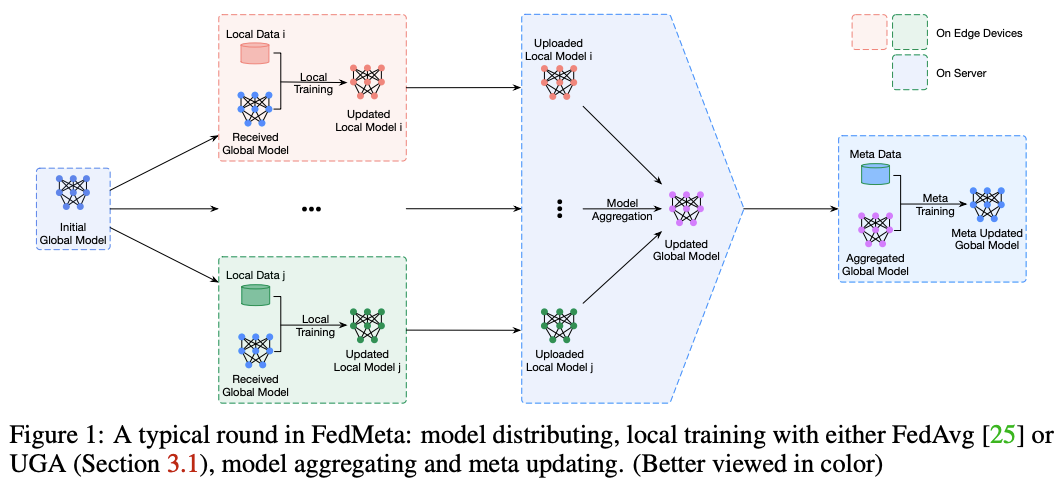 Local Data i
Local
Training
Received
Global Model
Updated
Local Model i
Initial
Global Model
...
Local Data j
Local
Training
Received
Global Model
Updated
Local Model j
Uploaded
Local Model i
Model
Aggregation
Updated
Global Model
Uploaded
Local Model j
On Edge Devices
On Server
Meta Data
Meta
Training
Aggregated
Global Model
Meta Updated
Gobal Model
Figure 1: A typical round in FedMeta: model distributing, local training with either FedAvg [25] or
UGA (Section 3.1), model aggregating and meta updating. (Better viewed in color)